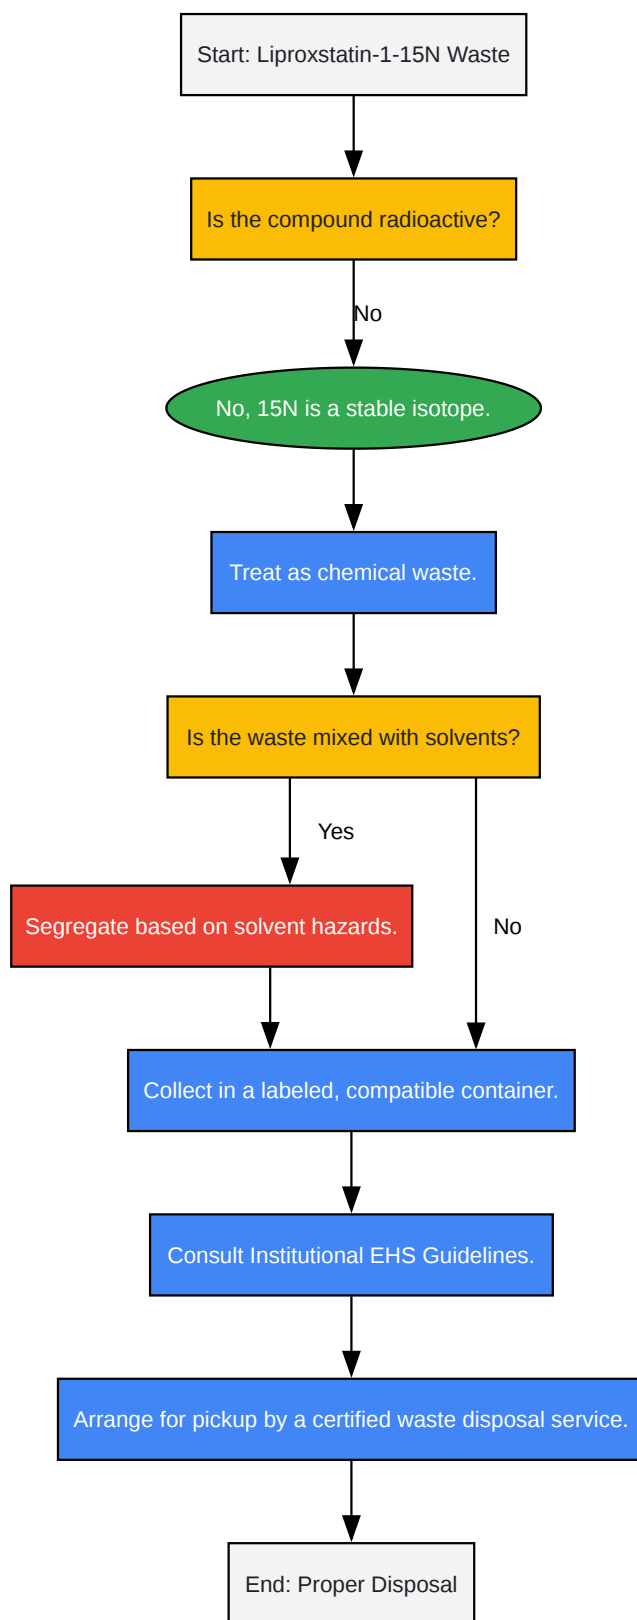 Start: Liproxstatin-1-15N Waste
Is the compound radioactive?
No
No, 15N is a stable isotope.
Treat as chemical waste.
Is the waste mixed with solvents?
Yes
Segregate based on solvent hazards.
No
Collect in a labeled, compatible container.
Consult Institutional EHS Guidelines.
Arrange for pickup by a certified waste disposal service.
End: Proper Disposal